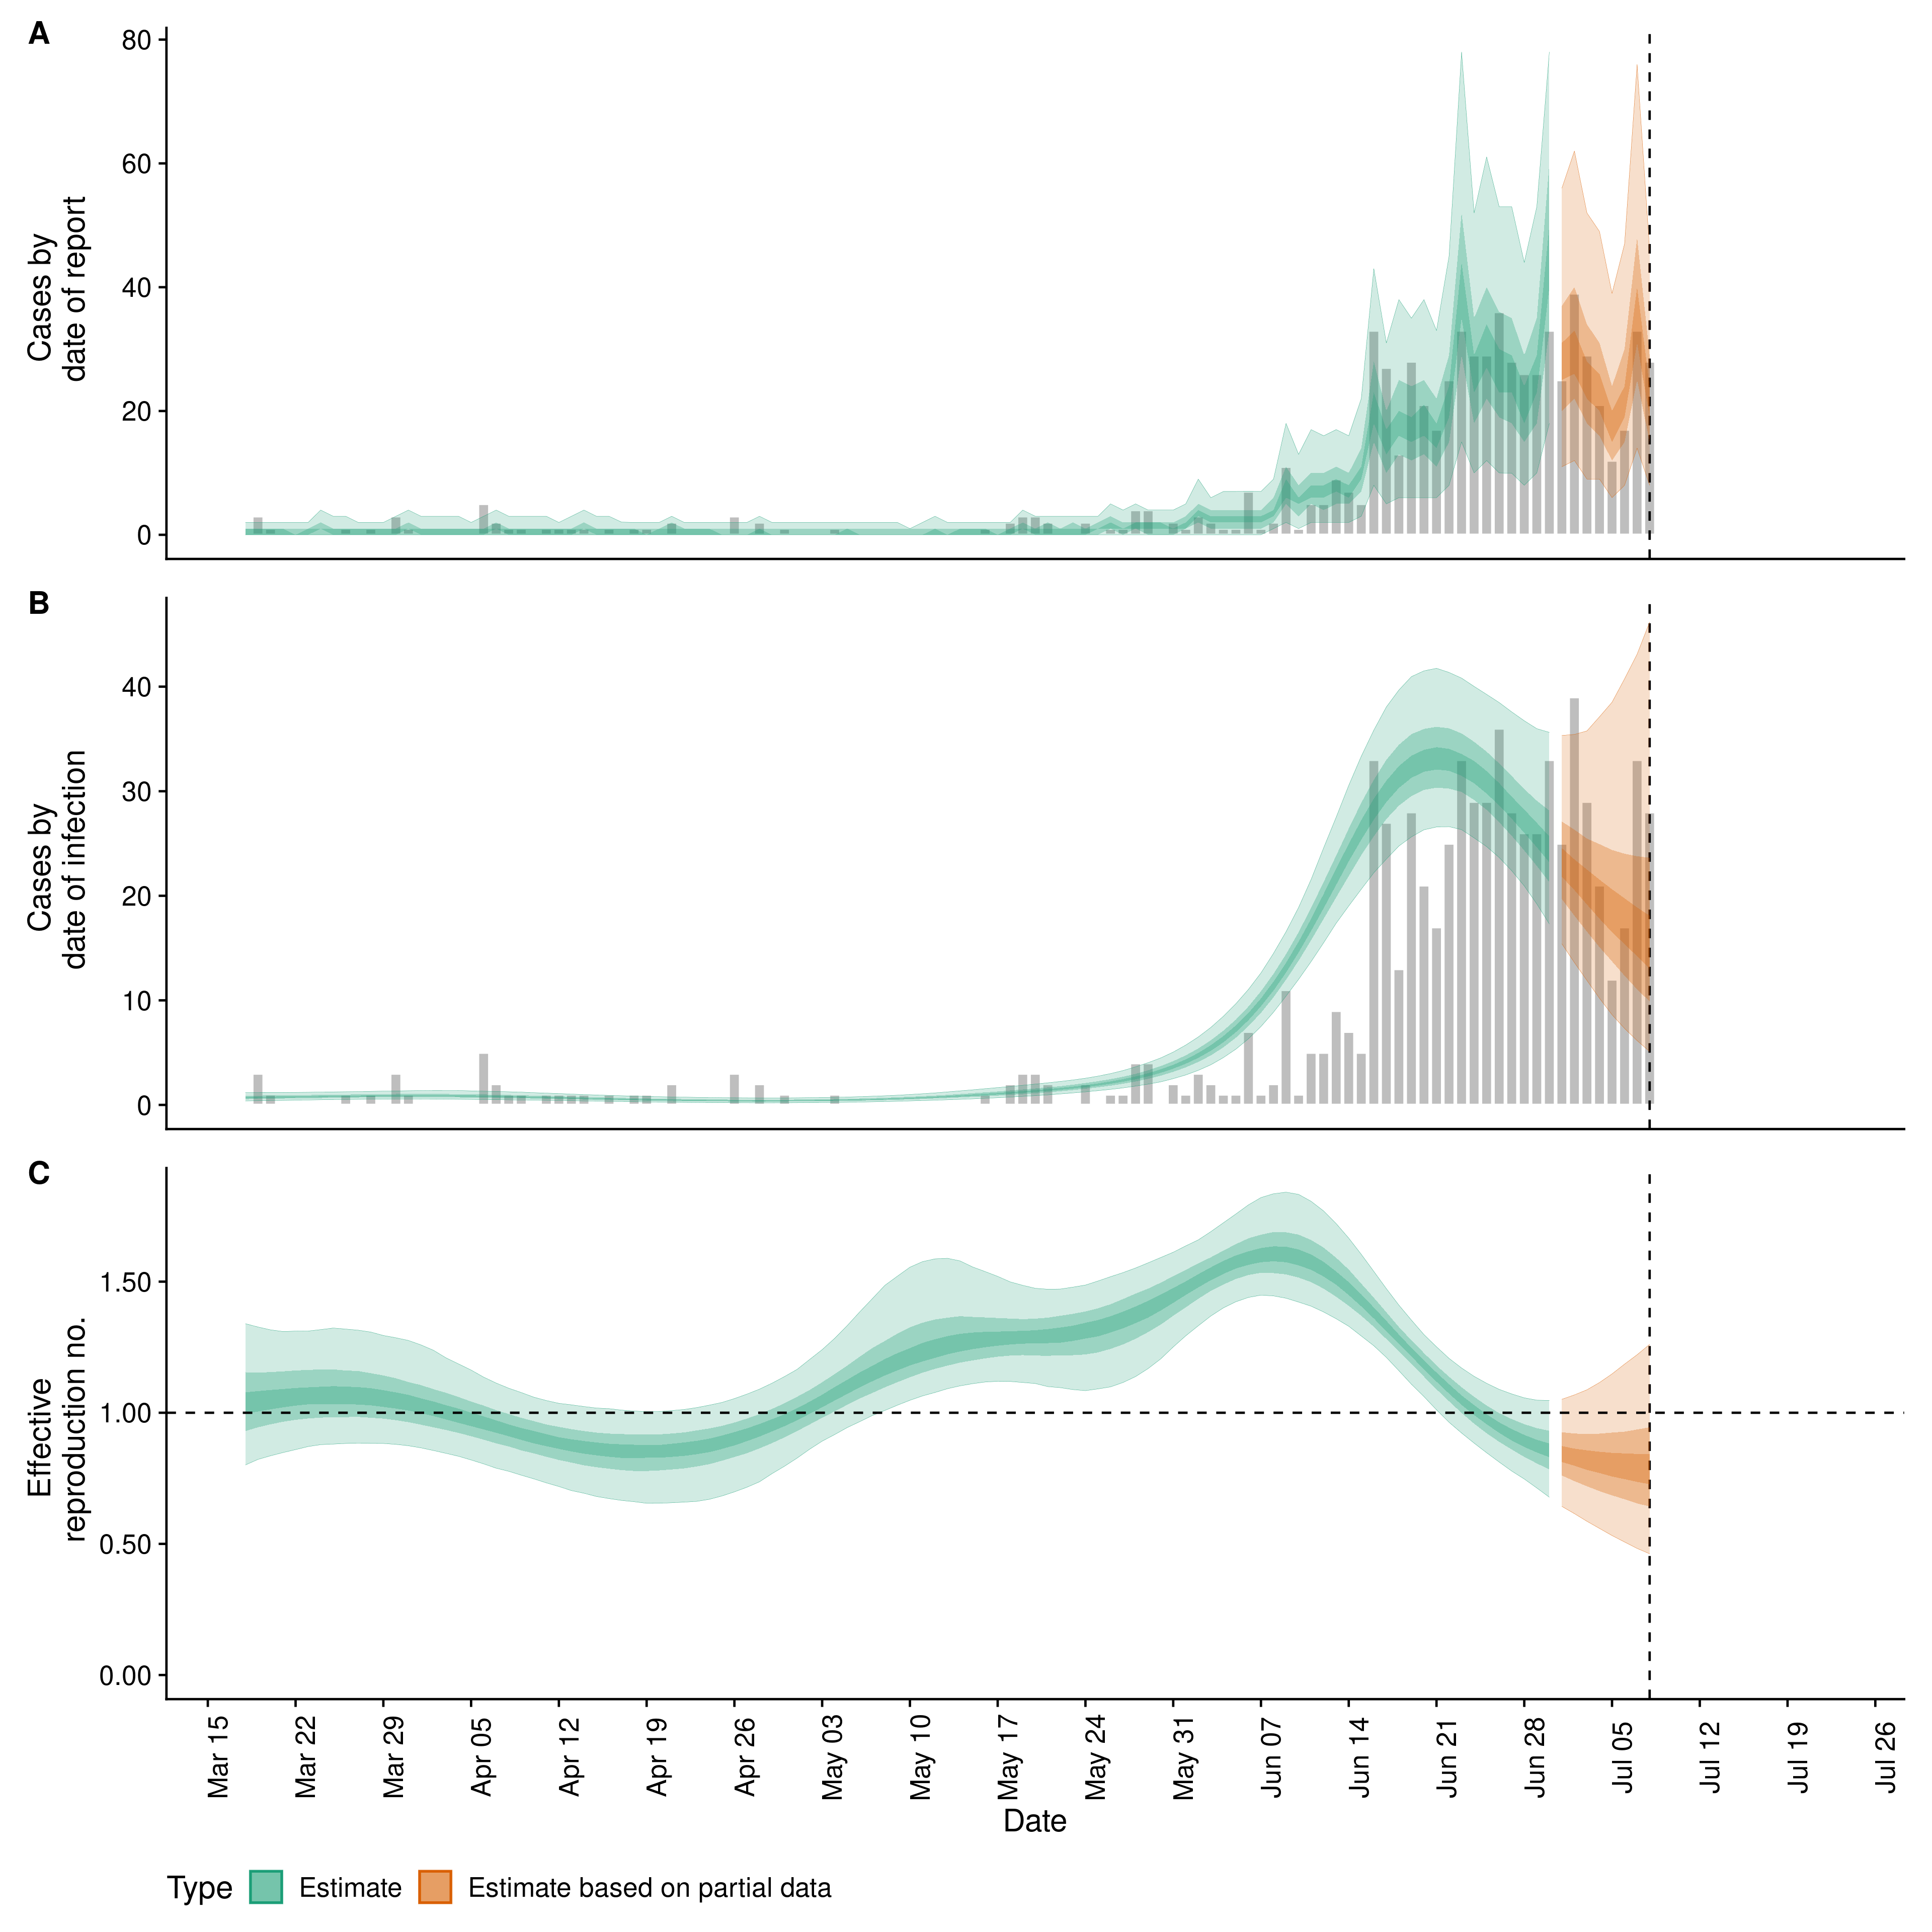 A
80
60
40
20
0
Cases by
date of report
B
40
30
20
10
0
Cases by
date of infection
C
1.50
1.00
0.50
0.00
Effective
reproduction no.
Mar 15
Mar 22
Mar 29
Apr 05
Apr 12
Apr 19
Apr 26
May 03
May 10
May 17
May 24
May 31
Jun 07
Jun 14
Jun 21
Jun 28
Jul 05
Jul 12
Jul 19
Jul 26
Date
Type Estimate Estimate based on partial data